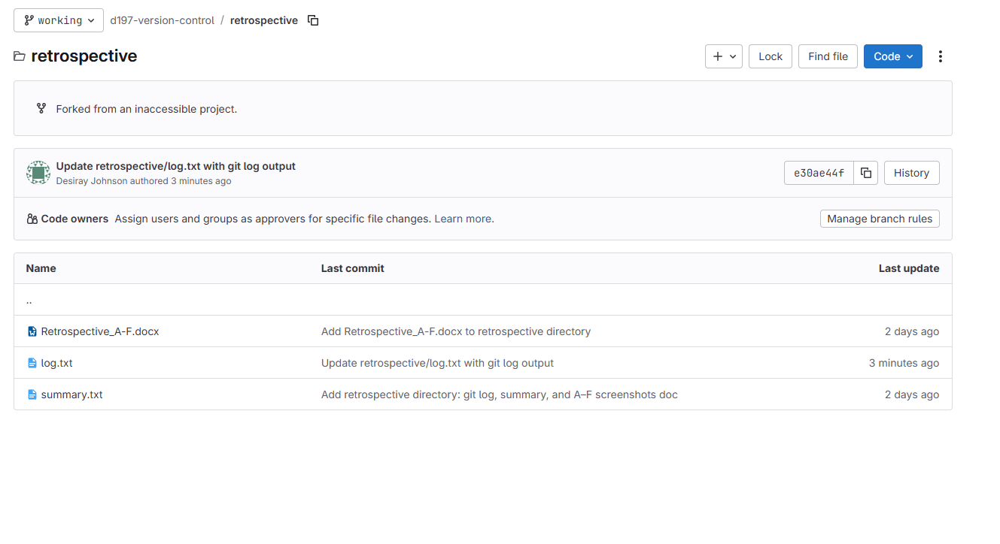 working d197-version-control / retrospective
retrospective
Lock Find file Code
Forked from an inaccessible project.
Update retrospective/log.txt with git log output
Desiray Johnson authored 3 minutes ago
e30ae44f History
Code owners Assign users and groups as approvers for specific file changes. Learn more. Manage branch rules
Name Last commit Last update
..
Retrospective_A-F.docx Add Retrospective_A-F.docx to retrospective directory 2 days ago
log.txt Update retrospective/log.txt with git log output 3 minutes ago
summary.txt Add retrospective directory: git log, summary, and A–F screenshots doc 2 days ago